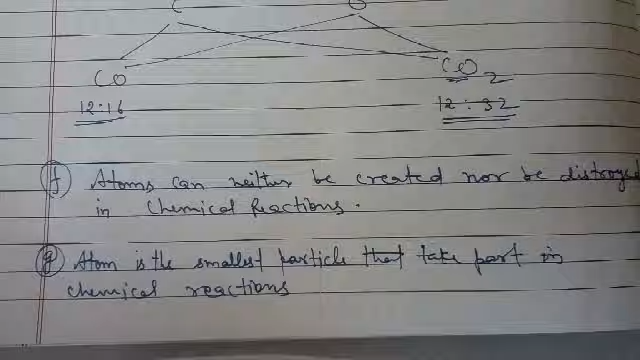 CO CO2
12:16 12:32
f) Atoms can neither be created nor be distroyed
in Chemical Reactions.
g) Atom is the smallest particle that take part in
chemical reactions